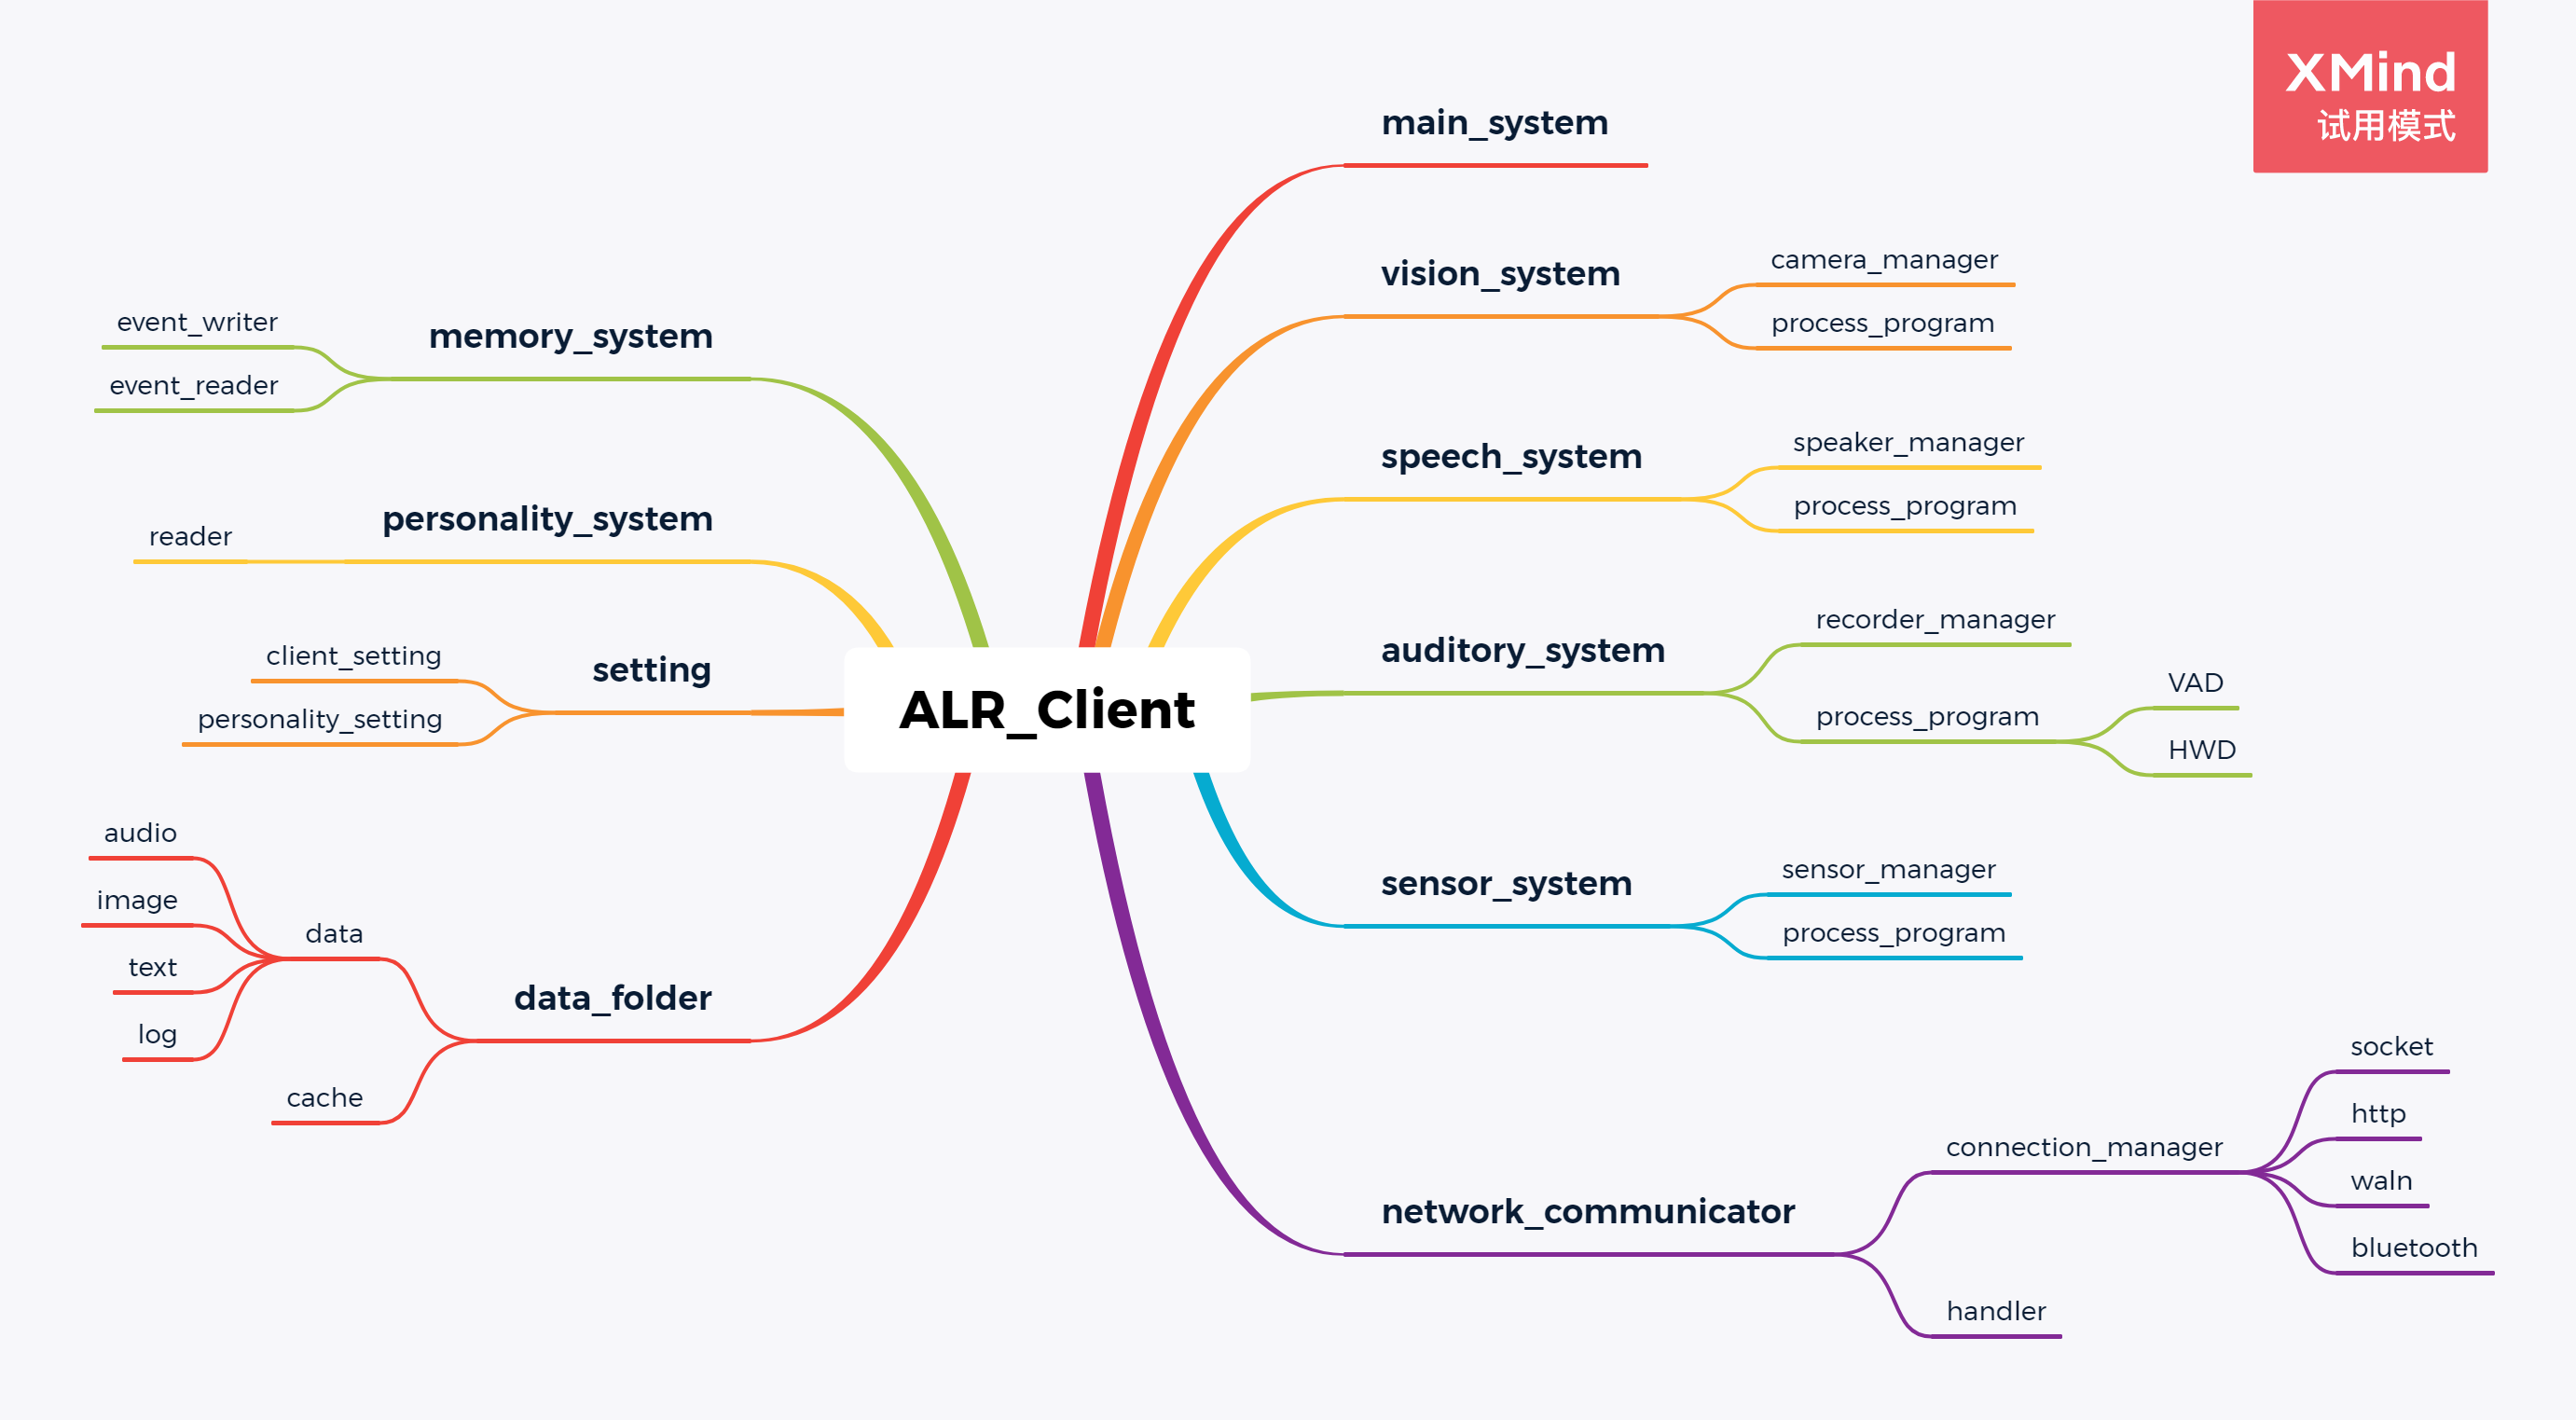 XMind
试用模式
ALR_Client
main_system
vision_system
camera_manager
process_program
speech_system
speaker_manager
process_program
auditory_system
recorder_manager
process_program
VAD
HWD
sensor_system
sensor_manager
process_program
network_communicator
connection_manager
socket
http
waln
bluetooth
handler
memory_system
event_writer
event_reader
personality_system
reader
setting
client_setting
personality_setting
data_folder
data
audio
image
text
log
cache